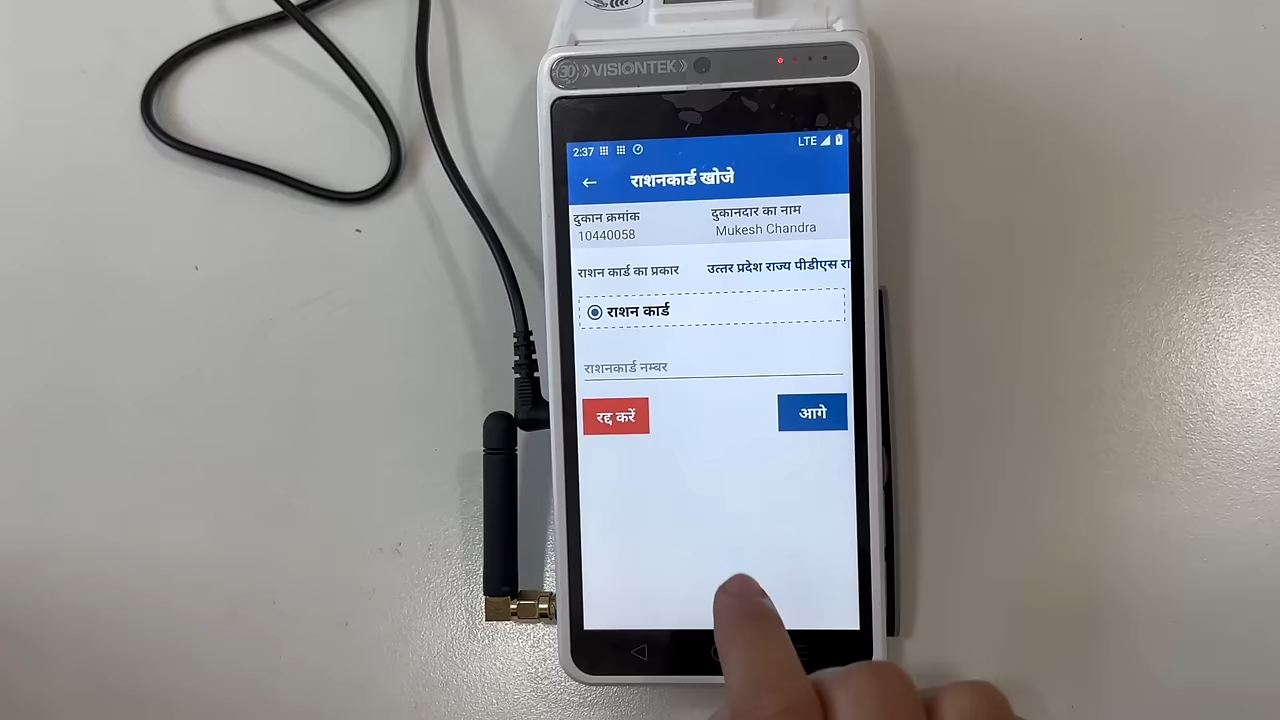 30 VISIONTEK
2:37 LTE
राशनकार्ड खोजे
दुकान क्रमांक दुकानदार का नाम
10440058 Mukesh Chandra
राशन कार्ड का प्रकार उत्तर प्रदेश राज्य पीडीएस रा
राशन कार्ड
राशनकार्ड नम्बर
रद्द करें आगे